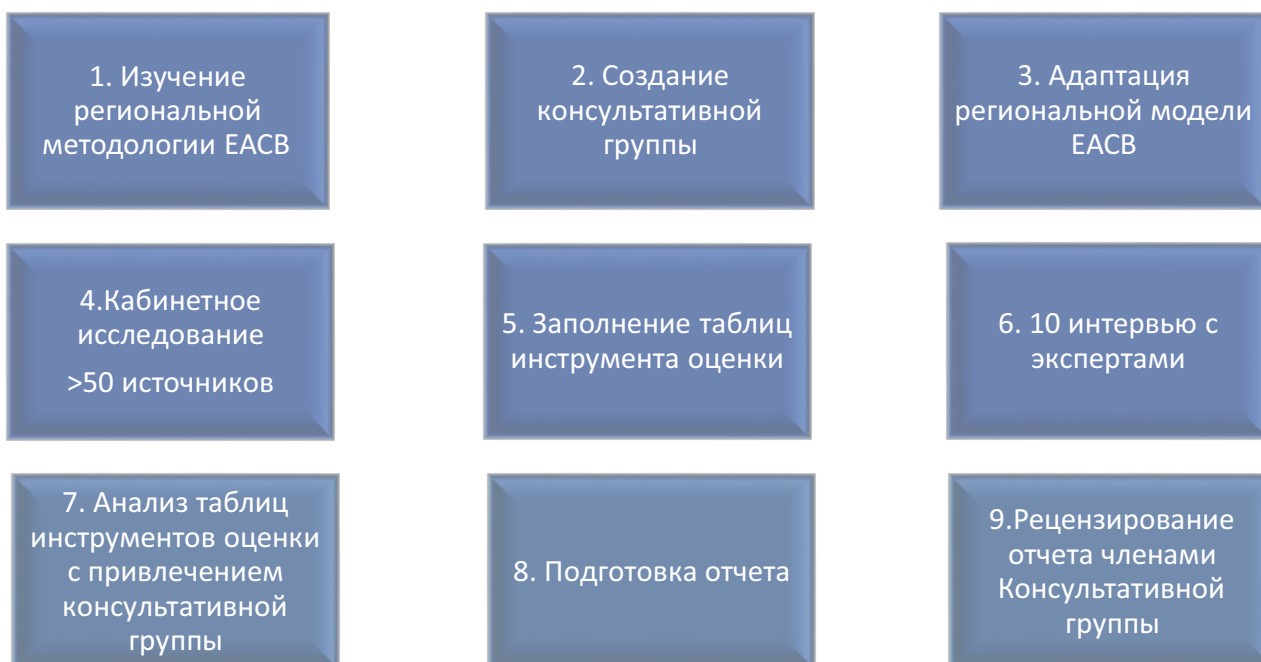 1. Изучение
региональной
методологии ЕАСВ
2. Создание
консультативной
группы
3. Адаптация
региональной модели
ЕАСВ
4.Кабинетное
исследование
>50 источников
5. Заполнение таблиц
инструмента оценки
6. 10 интервью с
экспертами
7. Анализ таблиц
инструментов оценки
с привлечением
консультативной
группы
8. Подготовка отчета
9.Рецензирование
отчета членами
Консультативной
группы